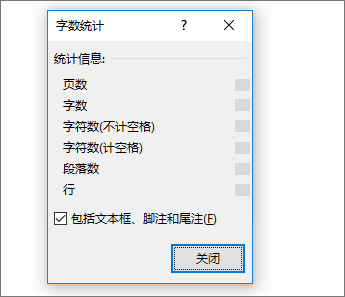 字数统计
?
统计信息:
页数
字数
字符数(不计空格)
字符数(计空格)
段落数
行
包括文本框、脚注和尾注(F)
关闭